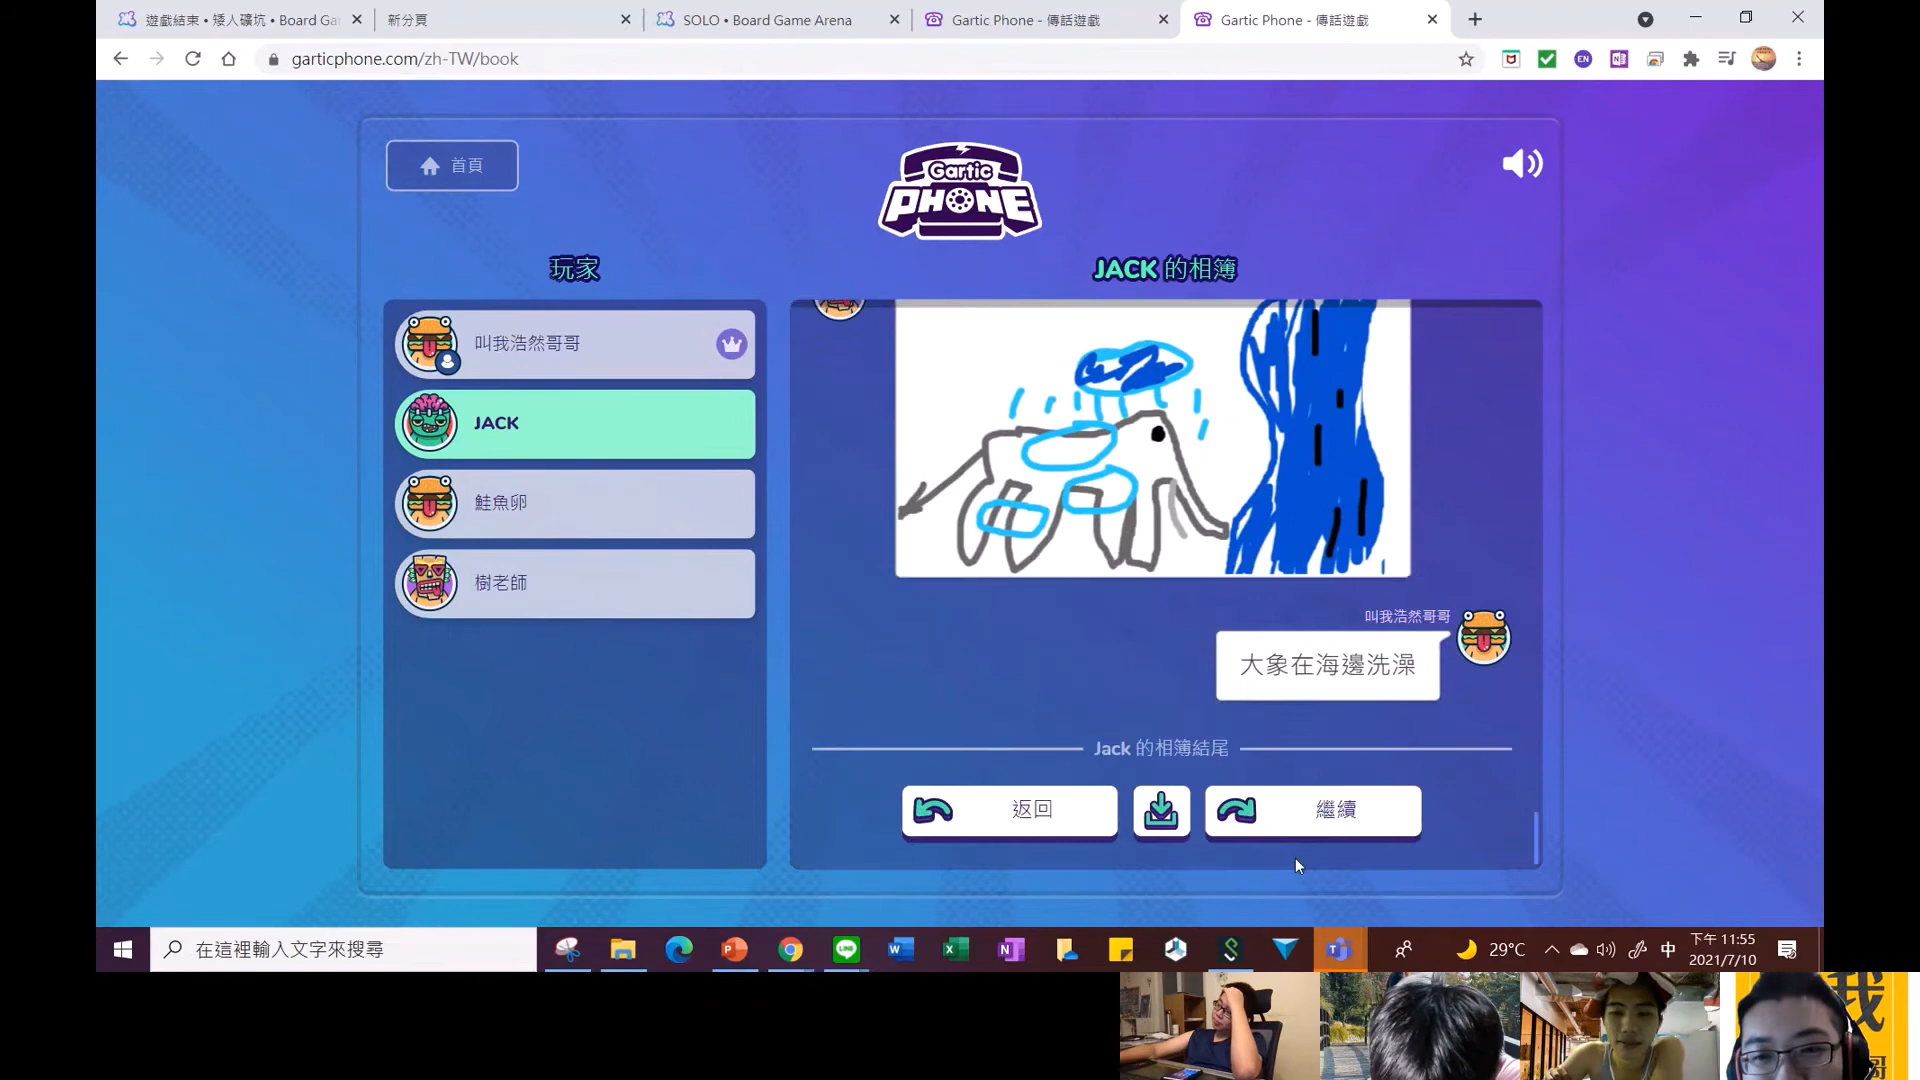 遊戲結束 • 矮人礦坑 • Board Ga
新分頁
SOLO • Board Game Arena
Gartic Phone - 傳話遊戲
Gartic Phone - 傳話遊戲
garticphone.com/zh-TW/book
EN
首頁
Gartic
PHONE
玩家
JACK 的相簿
叫我浩然哥哥
JACK
鮭魚卵
樹老師
叫我浩然哥哥
大象在海邊洗澡
Jack 的相簿結尾
返回
繼續
在這裡輸入文字來搜尋
29°C
中
下午 11:55
2021/7/10
我
哥